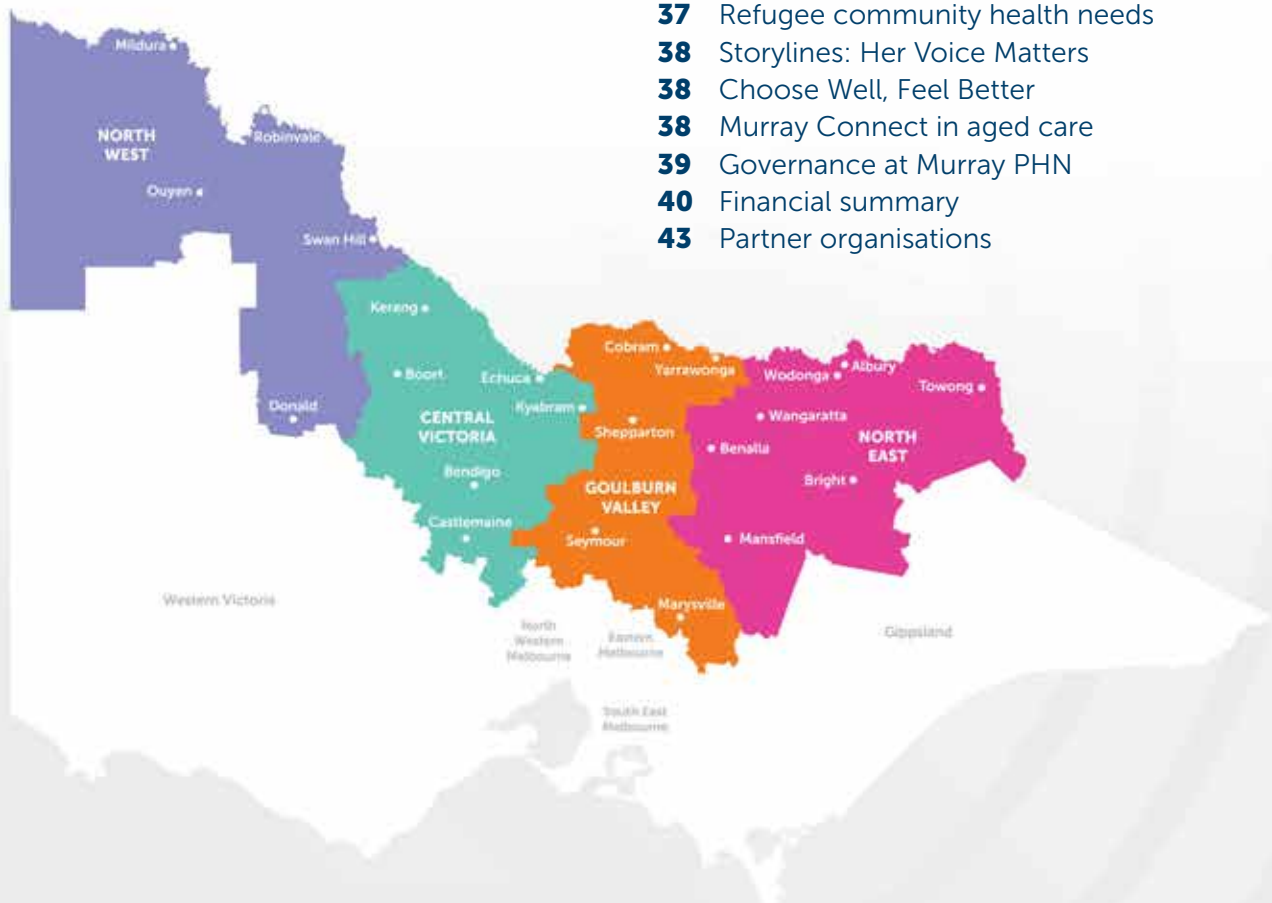 37 Refugee community health needs
38 Storylines: Her Voice Matters
38 Choose Well, Feel Better
38 Murray Connect in aged care
39 Governance at Murray PHN
40 Financial summary
43 Partner organisations
Mildura
NORTH
WEST
Robinvale
Ouyen
Swan Hill
Donald
Kerang
Boort
Echuca
Kyabram
CENTRAL
VICTORIA
Bendigo
Castlemaine
Cobram
Yarrawonga
Shepparton
GOULBURN
VALLEY
Seymour
Marysville
Wodonga
Albury
Towong
Wangaratta
NORTH
EAST
Benalla
Bright
Mansfield
Western Victoria
North
Western
Melbourne
Eastern
Melbourne
South East
Melbourne
Gippsland